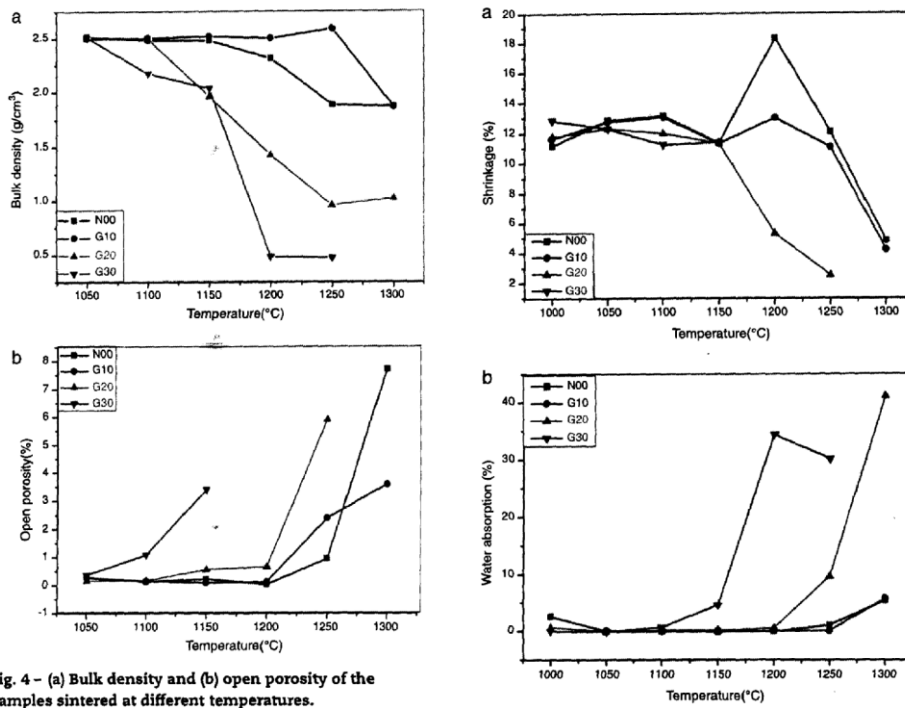 a
Bulk density (g/cm³)
2.5
2.0
1.5
1.0
0.5
N00
G10
G20
G30
1050 1100 1150 1200 1250 1300
Temperature(°C)
b
Open porosity(%)
8
7
6
5
4
3
2
1
0
-1
N00
G10
G20
G30
1050 1100 1150 1200 1250 1300
Temperature(°C)
ig. 4 – (a) Bulk density and (b) open porosity of the
amples sintered at different temperatures.
a
Shrinkage (%)
20
18
16
14
12
10
8
6
4
2
N00
G10
G20
G30
1000 1050 1100 1150 1200 1250 1300
Temperature(°C)
b
Water absorption (%)
40
30
20
10
0
N00
G10
G20
G30
1000 1050 1100 1150 1200 1250 1300
Temperature(°C)